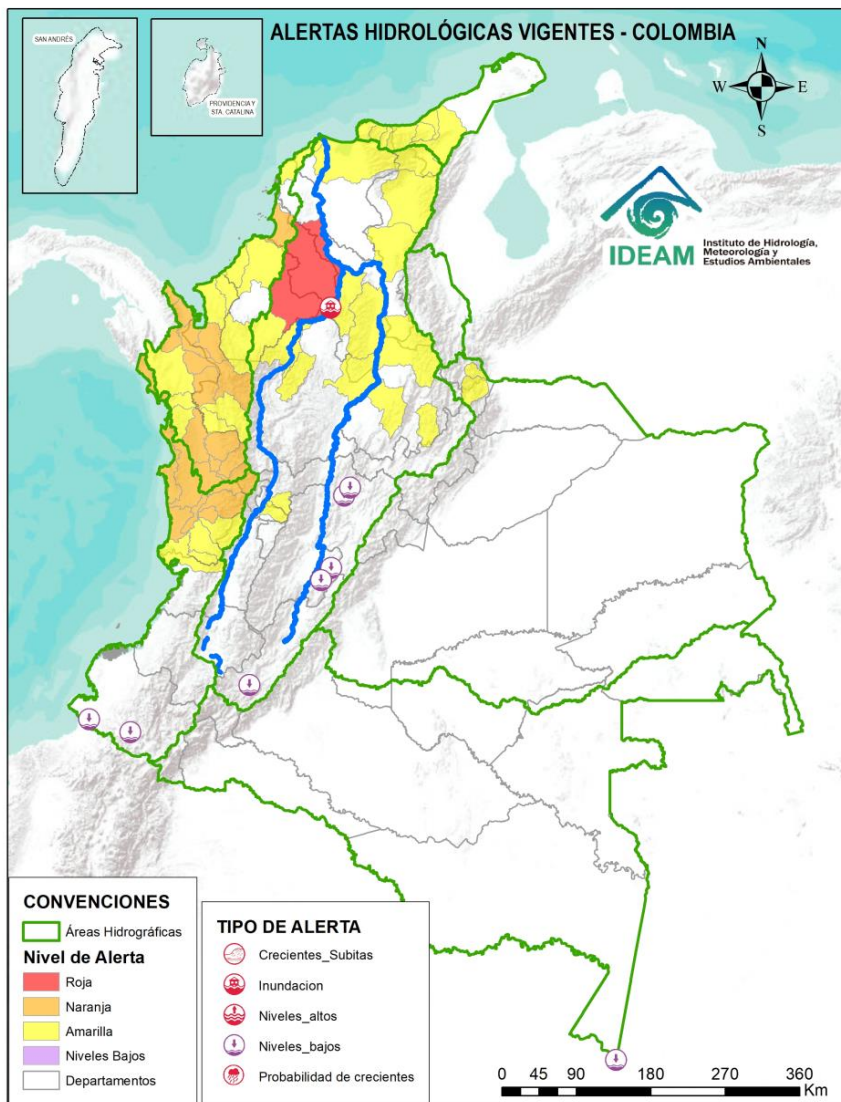 ALERTAS HIDROLÓGICAS VIGENTES - COLOMBIA
SAN ANDRÉS
PROVIDENCIA Y
STA. CATALINA
N
W
E
S
IDEAM
Instituto de Hidrología,
Meteorología y
Estudios Ambientales
CONVENCIONES
Áreas Hidrográficas
Nivel de Alerta
Roja
Naranja
Amarilla
Niveles Bajos
Departamentos
TIPO DE ALERTA
Crecientes_Subitas
Inundacion
Niveles_altos
Niveles_bajos
Probabilidad de crecientes
0 45 90 180 270 360
Km